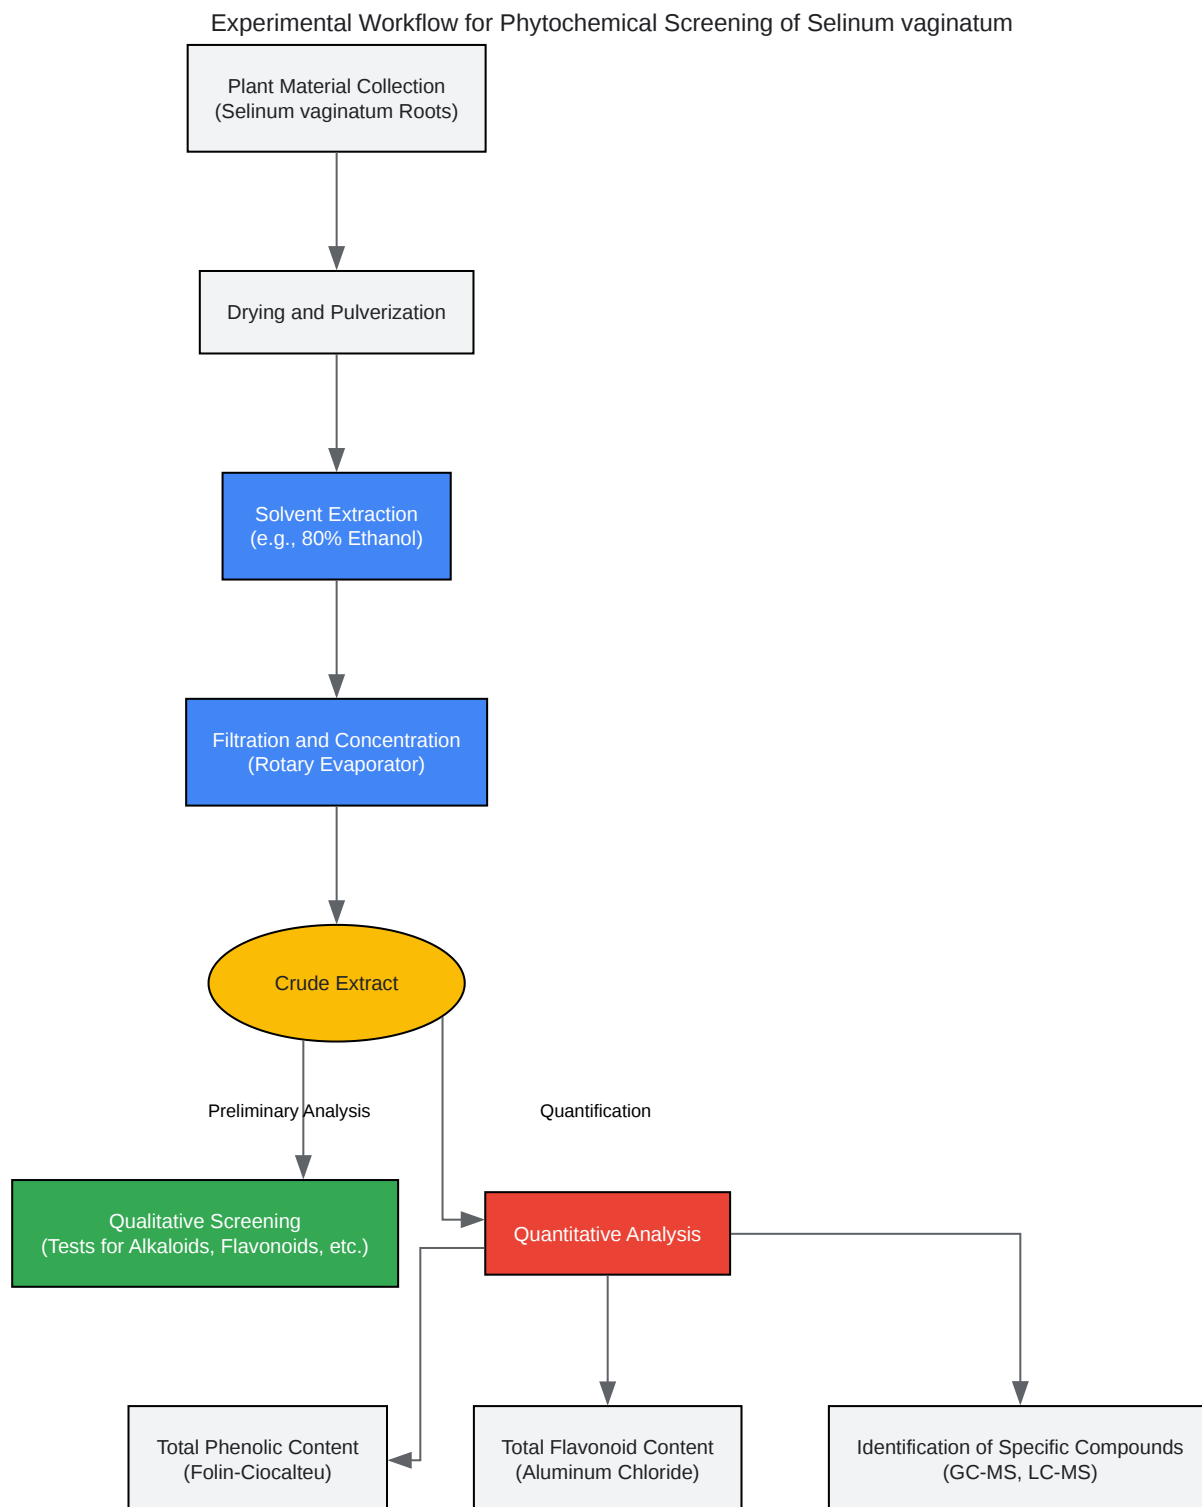 Experimental Workflow for Phytochemical Screening of Selinum vaginatum
Plant Material Collection
(Selinum vaginatum Roots)
Drying and Pulverization
Solvent Extraction
(e.g., 80% Ethanol)
Filtration and Concentration
(Rotary Evaporator)
Crude Extract
Preliminary Analysis
Quantification
Qualitative Screening
(Tests for Alkaloids, Flavonoids, etc.)
Quantitative Analysis
Total Phenolic Content
(Folin-Ciocalteu)
Total Flavonoid Content
(Aluminum Chloride)
Identification of Specific Compounds
(GC-MS, LC-MS)